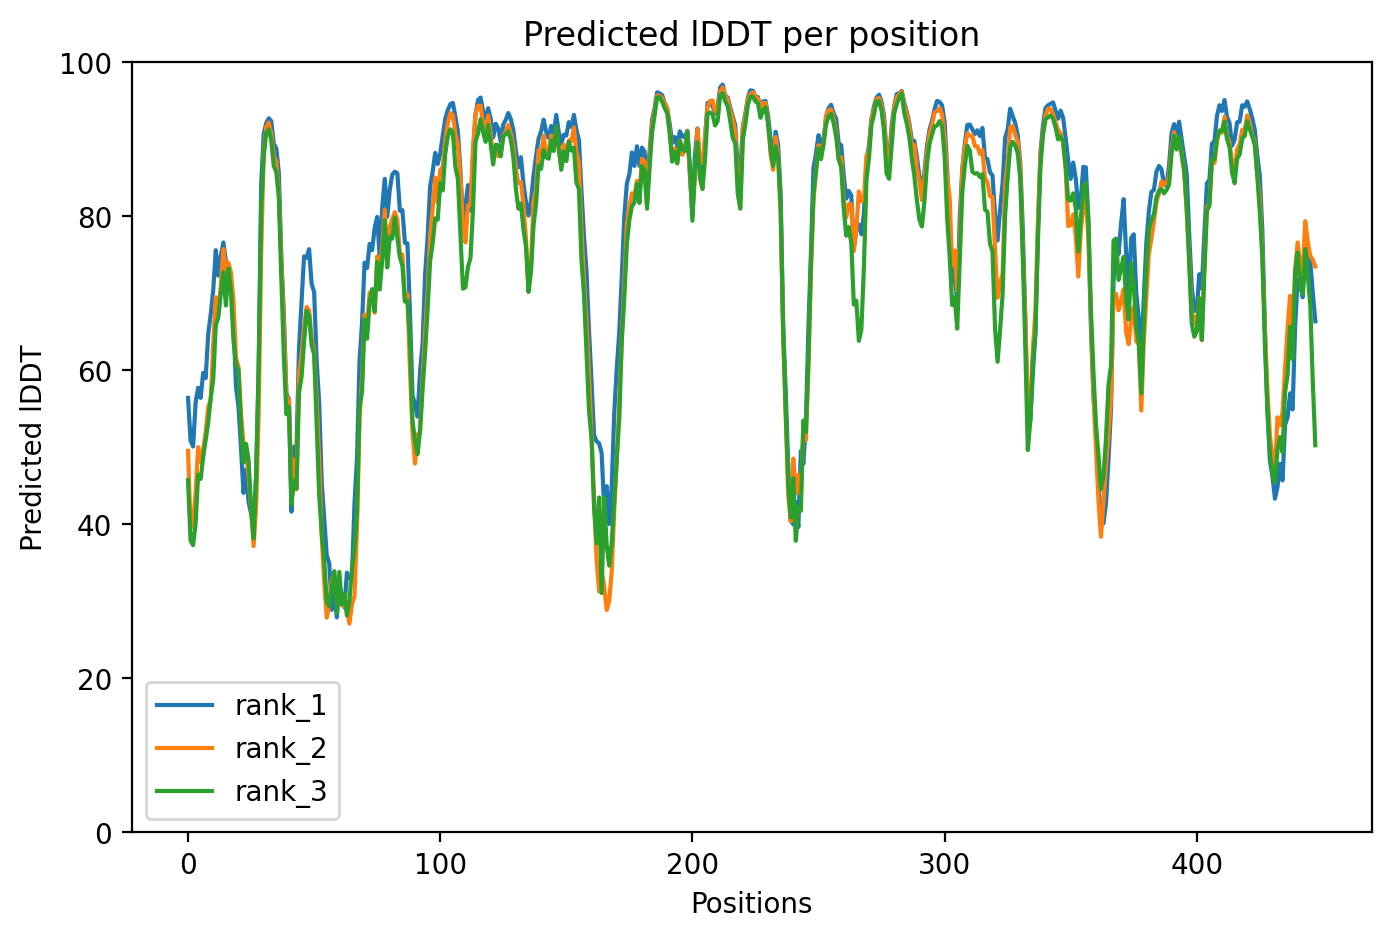 Predicted lDDT per position
100
80
60
40
20
0
Predicted lDDT
rank_1
rank_2
rank_3
0 100 200 300 400
Positions